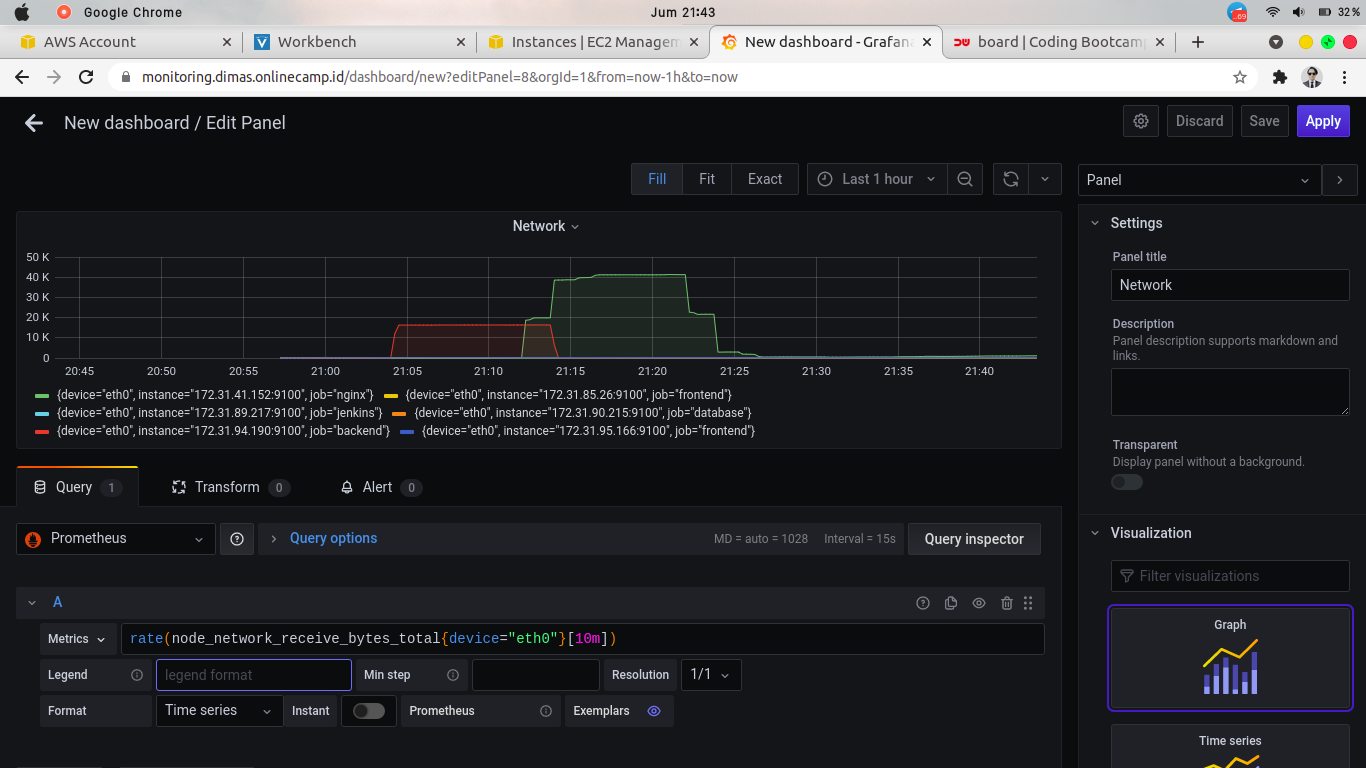 Google Chrome
Jum 21:43
69
32%
AWS Account
Workbench
Instances | EC2 Managem
New dashboard - Grafana
board | Coding Bootcam
monitoring.dimas.onlinecamp.id/dashboard/new?editPanel=8&orgId=1&from=now-1h&to=now
New dashboard / Edit Panel
Discard
Save
Apply
Fill
Fit
Exact
Last 1 hour
Panel
Network
50 K
40 K
30 K
20 K
10 K
0
20:45
20:50
20:55
21:00
21:05
21:10
21:15
21:20
21:25
21:30
21:35
21:40
{device="eth0", instance="172.31.41.152:9100", job="nginx"}
{device="eth0", instance="172.31.85.26:9100", job="frontend"}
{device="eth0", instance="172.31.89.217:9100", job="jenkins"}
{device="eth0", instance="172.31.90.215:9100", job="database"}
{device="eth0", instance="172.31.94.190:9100", job="backend"}
{device="eth0", instance="172.31.95.166:9100", job="frontend"}
Query 1
Transform 0
Alert 0
Prometheus
Query options
MD = auto = 1028
Interval = 15s
Query inspector
A
Metrics
rate(node_network_receive_bytes_total{device="eth0"}[10m])
Legend
legend format
Min step
Resolution
1/1
Format
Time series
Instant
Prometheus
Exemplars
Settings
Panel title
Network
Description
Panel description supports markdown and
links.
Transparent
Display panel without a background.
Visualization
Filter visualizations
Graph
Time series